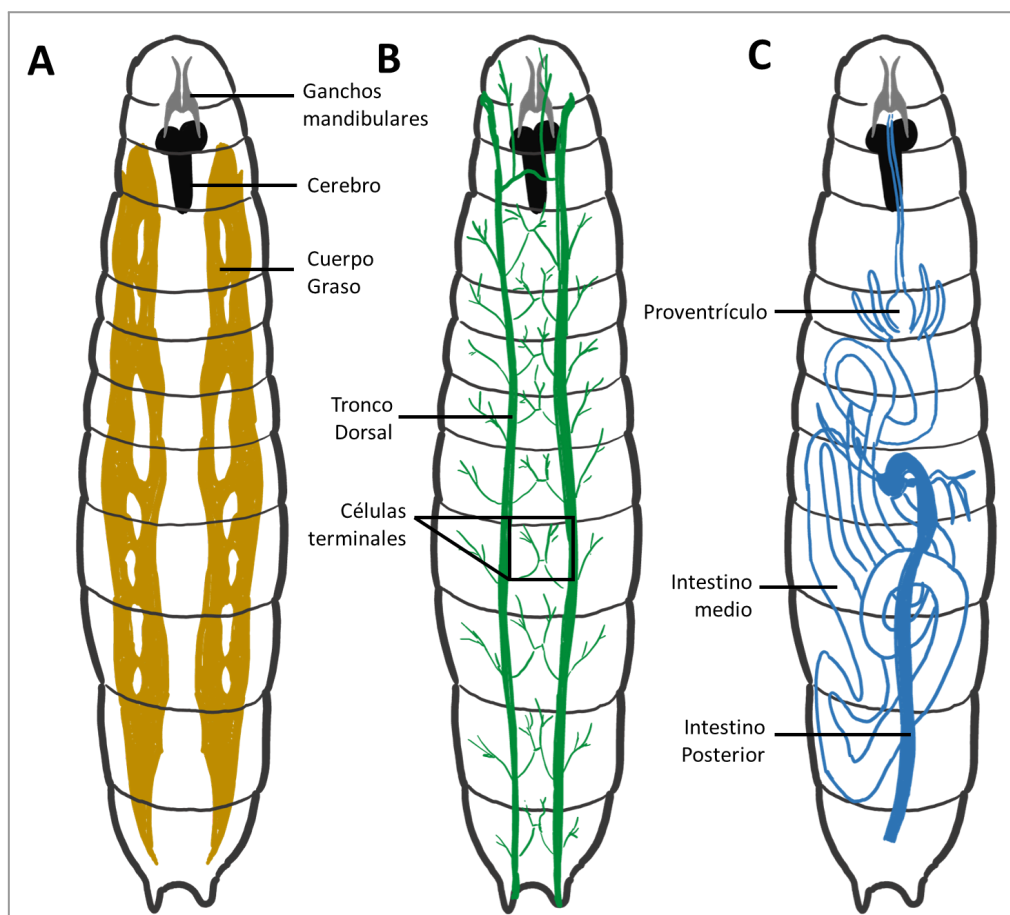 A
Ganchos
mandibulares
Cerebro
Cuerpo
Graso
B
Tronco
Dorsal
Células
terminales
C
Proventrículo
Intestino
medio
Intestino
Posterior